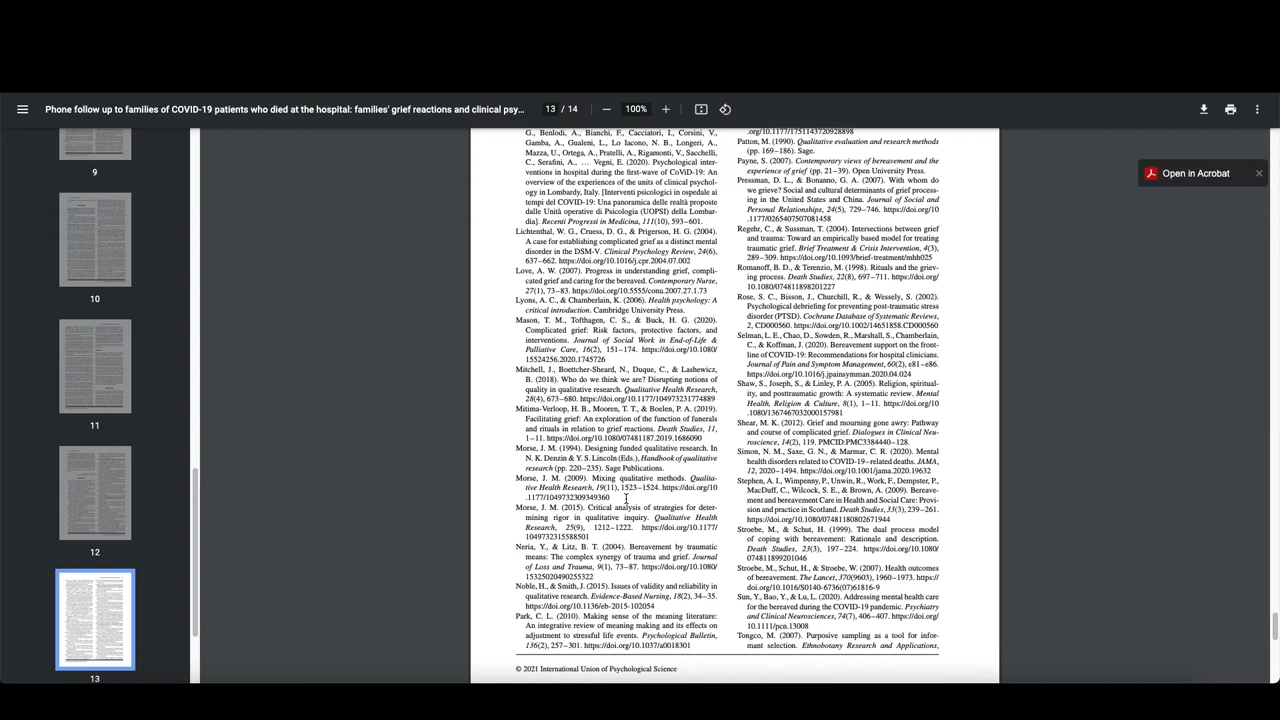 Phone follow up to families of COVID-19 patients who died at the hospital: families' grief reactions and clinical psy...
13 / 14
100%
Open in Acrobat
9
10
11
12
13
G., Benlodi, A., Bianchi, F., Cacciatori, I., Corsini, V.,
Gamba, A., Gualeni, L., Lo Iacono, N. B., Longeri, A.,
Mazza, U., Ortega, A., Pratelli, A., Rigamonti, V., Sacchelli,
C., Serafini, A., … Vegni, E. (2020). Psychological inter-
ventions in hospital during the first-wave of CoViD-19: An
overview of the experiences of the units of clinical psychol-
ogy in Lombardy, Italy. [Interventi psicologici in ospedale ai
tempi del COVID-19: Una panoramica delle realtà proposte
dalle Unità operative di Psicologia (UOPSI) della Lombar-
dia]. Recenti Progressi in Medicina, 111(10), 593–601.
Lichtenthal, W. G., Cruess, D. G., & Prigerson, H. G. (2004).
A case for establishing complicated grief as a distinct mental
disorder in the DSM-V. Clinical Psychology Review, 24(6),
637–662. https://doi.org/10.1016/j.cpr.2004.07.002
Love, A. W. (2007). Progress in understanding grief, compli-
cated grief and caring for the bereaved. Contemporary Nurse,
27(1), 73–83. https://doi.org/10.5555/conu.2007.27.1.73
Lyons, A. C., & Chamberlain, K. (2006). Health psychology: A
critical introduction. Cambridge University Press.
Mason, T. M., Tofthagen, C. S., & Buck, H. G. (2020).
Complicated grief: Risk factors, protective factors, and
interventions. Journal of Social Work in End-of-Life &
Palliative Care, 16(2), 151–174. https://doi.org/10.1080/
15524256.2020.1745726
Mitchell, J., Boettcher-Sheard, N., Duque, C., & Lashewicz,
B. (2018). Who do we think we are? Disrupting notions of
quality in qualitative research. Qualitative Health Research,
28(4), 673–680. https://doi.org/10.1177/1049732317748​89
Mitima-Verloop, H. B., Mooren, T. T., & Boelen, P. A. (2019).
Facilitating grief: An exploration of the function of funerals
and rituals in relation to grief reactions. Death Studies, 11,
1–11. https://doi.org/10.1080/07481187.2019.1686090
Morse, J. M. (1994). Designing funded qualitative research. In
N. K. Denzin & Y. S. Lincoln (Eds.), Handbook of qualitative
research (pp. 220–235). Sage Publications.
Morse, J. M. (2009). Mixing qualitative methods. Qualita-
tive Health Research, 19(11), 1523–1524. https://doi.org/10
.1177/1049732309349360
Morse, J. M. (2015). Critical analysis of strategies for deter-
mining rigor in qualitative inquiry. Qualitative Health
Research, 25(9), 1212–1222. https://doi.org/10.1177/
1049732315588501
Neria, Y., & Litz, B. T. (2004). Bereavement by traumatic
means: The complex synergy of trauma and grief. Journal
of Loss and Trauma, 9(1), 73–87. https://doi.org/10.1080/
15325020490255322
Noble, H., & Smith, J. (2015). Issues of validity and reliability in
qualitative research. Evidence-Based Nursing, 18(2), 34–35.
https://doi.org/10.1136/eb-2015-102054
Park, C. L. (2010). Making sense of the meaning literature:
An integrative review of meaning making and its effects on
adjustment to stressful life events. Psychological Bulletin,
136(2), 257–301. https://doi.org/10.1037/a0018301
.org/10.1177/1751143720928898
Patton, M. (1990). Qualitative evaluation and research methods
(pp. 169–186). Sage.
Payne, S. (2007). Contemporary views of bereavement and the
experience of grief (pp. 21–39). Open University Press.
Pressman, D. L., & Bonanno, G. A. (2007). With whom do
we grieve? Social and cultural determinants of grief process-
ing in the United States and China. Journal of Social and
Personal Relationships, 24(5), 729–746. https://doi.org/10
.1177/0265407507081458
Regehr, C., & Sussman, T. (2004). Intersections between grief
and trauma: Toward an empirically based model for treating
traumatic grief. Brief Treatment & Crisis Intervention, 4(3),
289–309. https://doi.org/10.1093/brief-treatment/mhh025
Romanoff, B. D., & Terenzio, M. (1998). Rituals and the griev-
ing process. Death Studies, 22(8), 697–711. https://doi.org/
10.1080/074811898201227
Rose, S. C., Bisson, J., Churchill, R., & Wessely, S. (2002).
Psychological debriefing for preventing post-traumatic stress
disorder (PTSD). Cochrane Database of Systematic Reviews,
2, CD000560. https://doi.org/10.1002/14651858.CD000560
Selman, L. E., Chao, D., Sowden, R., Marshall, S., Chamberlain,
C., & Koffman, J. (2020). Bereavement support on the front-
line of COVID-19: Recommendations for hospital clinicians.
Journal of Pain and Symptom Management, 60(2), e81–e86.
https://doi.org/10.1016/j.jpainsymman.2020.04.024
Shaw, S., Joseph, S., & Linley, P. A. (2005). Religion, spiritual-
ity, and posttraumatic growth: A systematic review. Mental
Health, Religion & Culture, 8(1), 1–11. https://doi.org/10
.1080/1367467032000157981
Shear, M. K. (2012). Grief and mourning gone awry: Pathway
and course of complicated grief. Dialogues in Clinical Neu-
roscience, 14(2), 119. PMCID:PMC3384440–128.
Simon, N. M., Saxe, G. N., & Marmar, C. R. (2020). Mental
health disorders related to COVID-19–related deaths. JAMA,
12, 2020–1494. https://doi.org/10.1001/jama.2020.19632
Stephen, A. I., Wimpenny, P., Unwin, R., Work, F., Dempster, P.,
MacDuff, C., Wilcock, S. E., & Brown, A. (2009). Bereave-
ment and bereavement Care in Health and Social Care: Provi-
sion and practice in Scotland. Death Studies, 33(3), 239–261.
https://doi.org/10.1080/07481180802671944
Stroebe, M., & Schut, H. (1999). The dual process model
of coping with bereavement: Rationale and description.
Death Studies, 23(3), 197–224. https://doi.org/10.1080/
074811899201046
Stroebe, M., Schut, H., & Stroebe, W. (2007). Health outcomes
of bereavement. The Lancet, 370(9603), 1960–1973. https://
doi.org/10.1016/S0140-6736(07)61816-9
Sun, Y., Bao, Y., & Lu, L. (2020). Addressing mental health care
for the bereaved during the COVID-19 pandemic. Psychiatry
and Clinical Neurosciences, 74(7), 406–407. https://doi.org/
10.1111/pcn.13008
Tongco, M. (2007). Purposive sampling as a tool for infor-
mant selection. Ethnobotany Research and Applications,
© 2021 International Union of Psychological Science